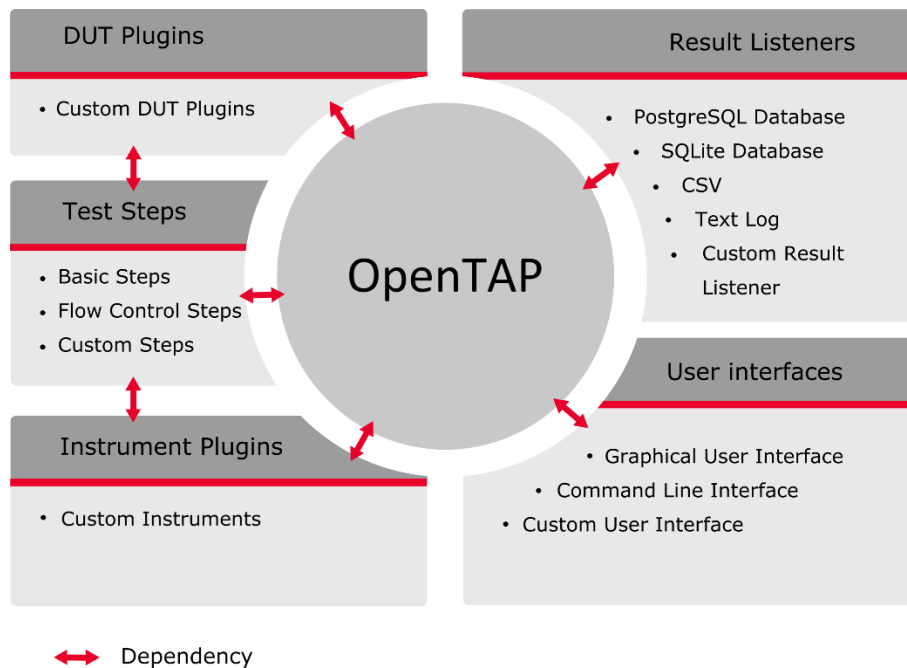 DUT Plugins
• Custom DUT Plugins
Test Steps
• Basic Steps
• Flow Control Steps
• Custom Steps
Instrument Plugins
• Custom Instruments
OpenTAP
Result Listeners
• PostgreSQL Database
• SQLite Database
• CSV
• Text Log
• Custom Result
Listener
User interfaces
• Graphical User Interface
• Command Line Interface
• Custom User Interface
Dependency